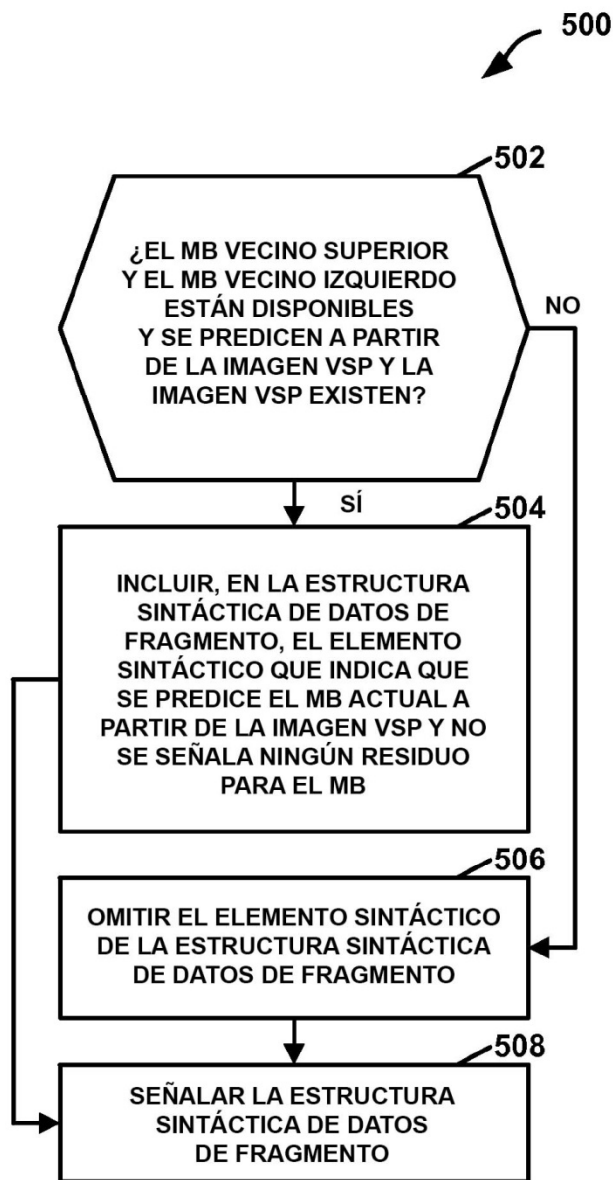 500
502
¿EL MB VECINO SUPERIOR
Y EL MB VECINO IZQUIERDO
ESTÁN DISPONIBLES
Y SE PREDICEN A PARTIR
DE LA IMAGEN VSP Y LA
IMAGEN VSP EXISTEN?
NO
SÍ
504
INCLUIR, EN LA ESTRUCTURA
SINTÁCTICA DE DATOS DE
FRAGMENTO, EL ELEMENTO
SINTÁCTICO QUE INDICA QUE
SE PREDICE EL MB ACTUAL A
PARTIR DE LA IMAGEN VSP Y NO
SE SEÑALA NINGÚN RESIDUO
PARA EL MB
506
OMITIR EL ELEMENTO SINTÁCTICO
DE LA ESTRUCTURA SINTÁCTICA
DE DATOS DE FRAGMENTO
508
SEÑALAR LA ESTRUCTURA
SINTÁCTICA DE DATOS
DE FRAGMENTO